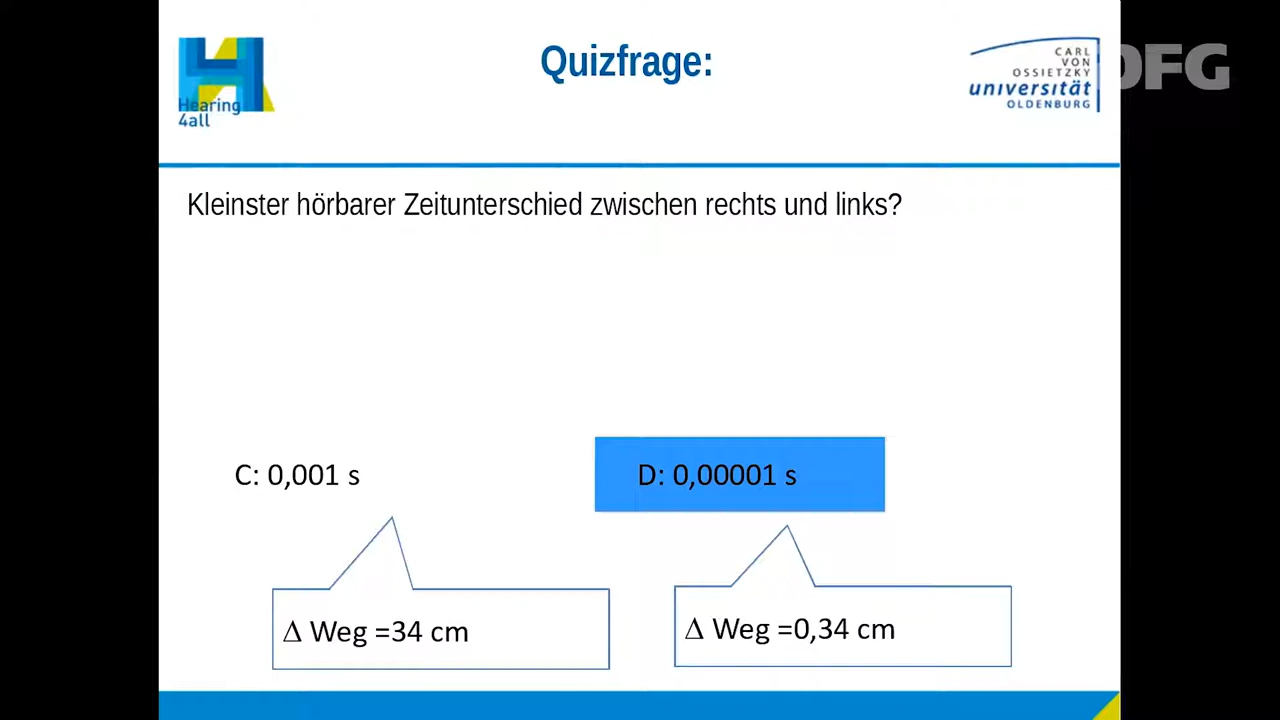 Quizfrage:
Hearing
4all
CARL
VON
OSSIETZKY
universität
OLDENBURG
DFG
Kleinster hörbarer Zeitunterschied zwischen rechts und links?
C: 0,001 s
D: 0,00001 s
Δ Weg =34 cm
Δ Weg =0,34 cm